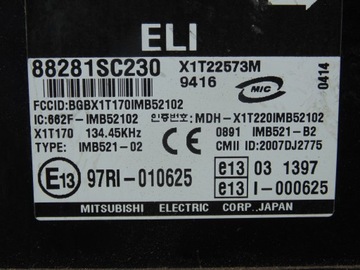 ELI
88281SC230 X1T22573M
9416 MIC 0414
FCCID:BGBX1T170IMB52102
IC:662F-IMB52102 인증번호:MDH-X1T220IMB52102
X1T170 134.45KHz 0891 IMB521-B2
TYPE: IMB521-02 CE CMII ID:2007DJ2775
E13 97RI-010625 e13 03 1397
e13 I-000625
MITSUBISHI ELECTRIC CORP.,JAPAN